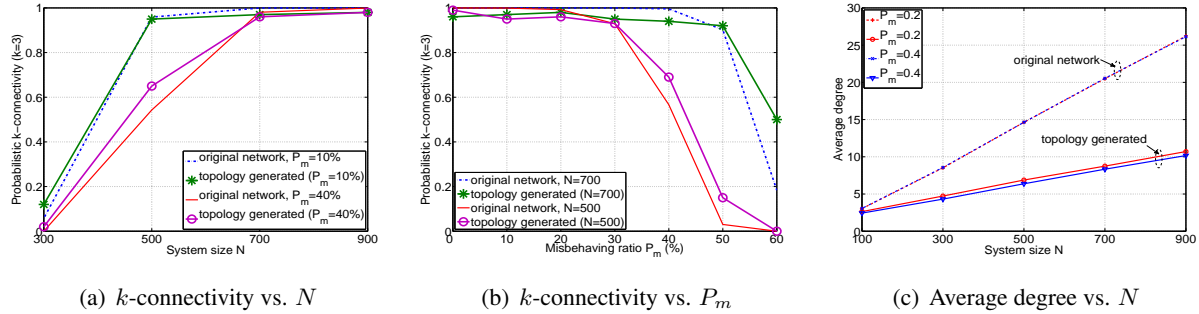 1
0.8
0.6
0.4
0.2
0
300
500
700
900
System size N
Probabilistic k−connectivity (k=3)
original network, P_m=10%
topology generated (P_m=10%)
original network, P_m=40%
topology generated (P_m=40%)
(a) k-connectivity vs. N
1
0.8
0.6
0.4
0.2
0
0
10
20
30
40
50
60
Misbehaving ratio P_m (%)
Probabilistic k−connectivity (k=3)
original network, N=700
topology generated (N=700)
original network, N=500
topology generated (N=500)
(b) k-connectivity vs. P_m
30
25
20
15
10
5
0
100
300
500
700
900
System size N
Average degree
P_m=0.2
P_m=0.2
P_m=0.4
P_m=0.4
original network
topology generated
(c) Average degree vs. N